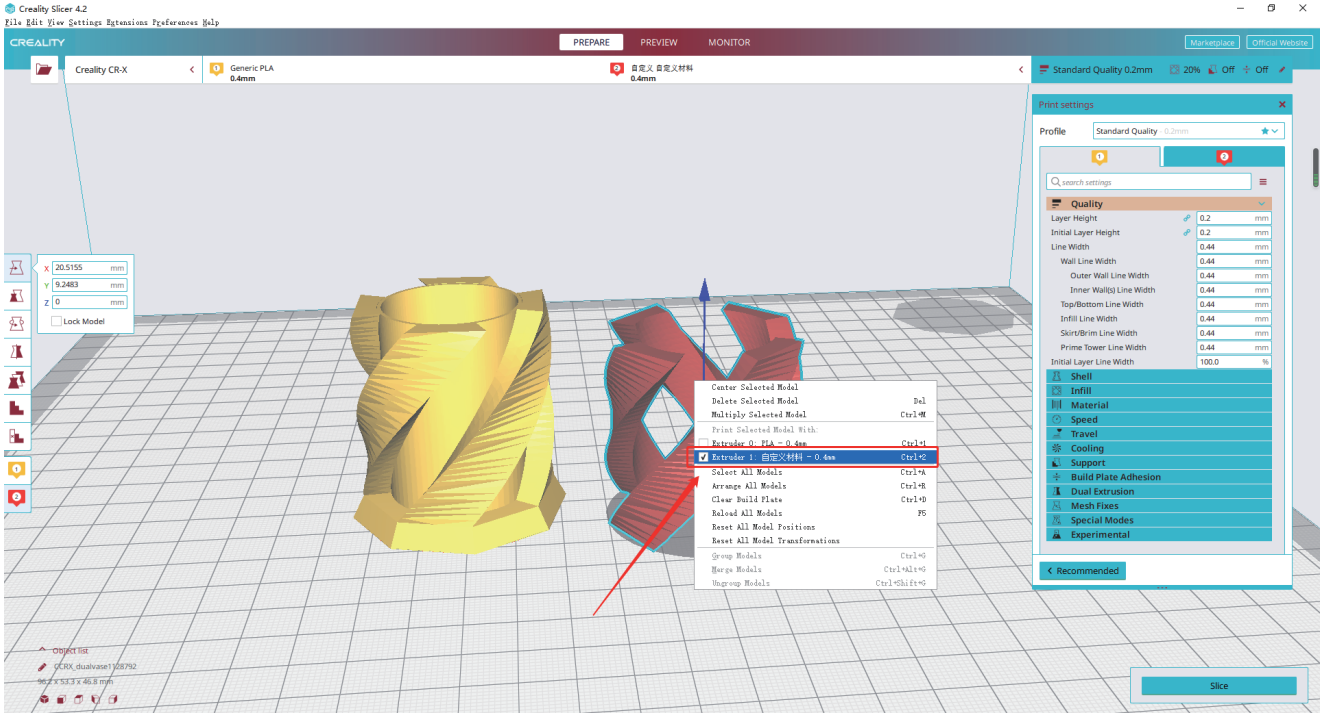 Creality Slicer 4.2
File Edit View Settings Extensions Preferences Help
CREALITY
PREPARE PREVIEW MONITOR
Marketplace Official Website
Creality CR-X
1 Generic PLA
0.4mm
2 自定义 自定义材料
0.4mm
Standard Quality 0.2mm 20% Off Off
Print settings
Profile Standard Quality 0.2mm
1 2
search settings
Quality
Layer Height 0.2 mm
Initial Layer Height 0.2 mm
Line Width 0.44 mm
Wall Line Width 0.44 mm
Outer Wall Line Width 0.44 mm
Inner Wall(s) Line Width 0.44 mm
Top/Bottom Line Width 0.44 mm
Infill Line Width 0.44 mm
Skirt/Brim Line Width 0.44 mm
Prime Tower Line Width 0.44 mm
Initial Layer Line Width 100.0 %
Shell
Infill
Material
Speed
Travel
Cooling
Support
Build Plate Adhesion
Dual Extrusion
Mesh Fixes
Special Modes
Experimental
Recommended
X 20.5155 mm
Y 9.2483 mm
Z 0 mm
Lock Model
1
2
Center Selected Model
Delete Selected Model Del
Multiply Selected Model Ctrl+M
Print Selected Model With:
Extruder 0: PLA - 0.4mm Ctrl+1
Extruder 1: 自定义材料 - 0.4mm Ctrl+2
Select All Models Ctrl+A
Arrange All Models Ctrl+R
Clear Build Plate Ctrl+D
Reload All Models F5
Reset All Model Positions
Reset All Model Transformations
Group Models Ctrl+G
Merge Models Ctrl+Alt+G
Ungroup Models Ctrl+Shift+G
Object list
CCRX_dualvase1128792
96.2 x 53.3 x 46.8 mm
Slice